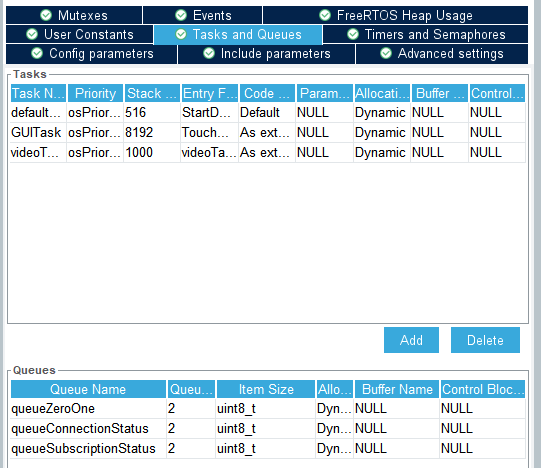 Mutexes Events FreeRTOS Heap Usage
User Constants Tasks and Queues Timers and Semaphores
Config parameters Include parameters Advanced settings
Tasks
Task N... Priority Stack ... Entry F... Code ... Param... Allocati... Buffer ... Control...
default... osPrior... 516 StartD... Default NULL Dynamic NULL NULL
GUITask osPrior... 8192 Touch... As ext... NULL Dynamic NULL NULL
videoT... osPrior... 1000 videoTa... As ext... NULL Dynamic NULL NULL
Add Delete
Queues
Queue Name Queu... Item Size Allo... Buffer Name Control Bloc...
queueZeroOne 2 uint8_t Dyn... NULL NULL
queueConnectionStatus 2 uint8_t Dyn... NULL NULL
queueSubscriptionStatus 2 uint8_t Dyn... NULL NULL